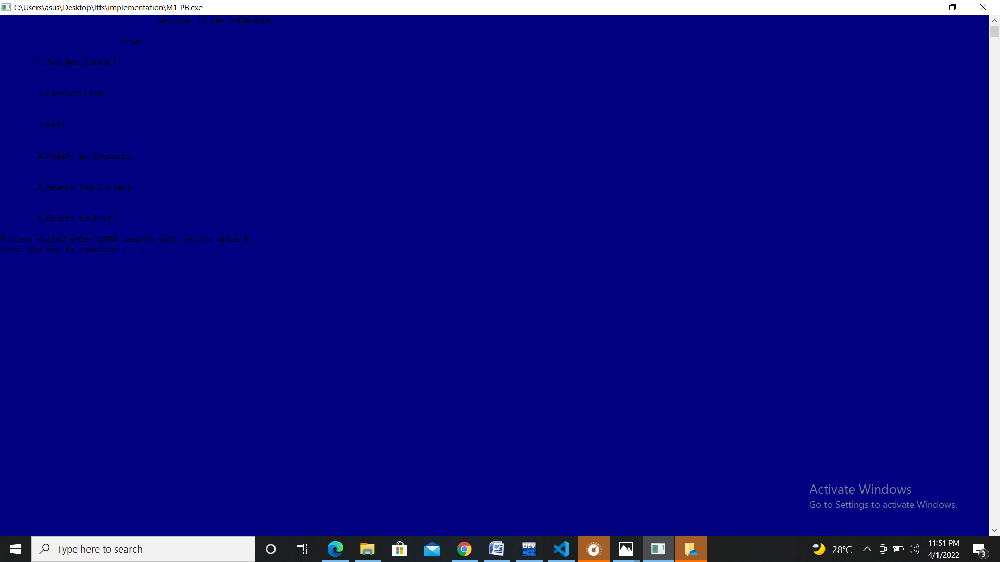 C:\Users\asus\Desktop\ltts\implementation\M1_PB.exe
------------------WELCOME TO THE PHONEBOOK--------------------
Menu
1.Add New Contact
2.Contact List
3.Exit
4.Modify my Contacts
5.Search the Contact
6.Delete Contacts
--------------------------------
Process exited after 2958 seconds with return value 0
Press any key to continue . . .
Activate Windows
Go to Settings to activate Windows.
Type here to search
DEV C++
28°C
11:51 PM
4/1/2022
3